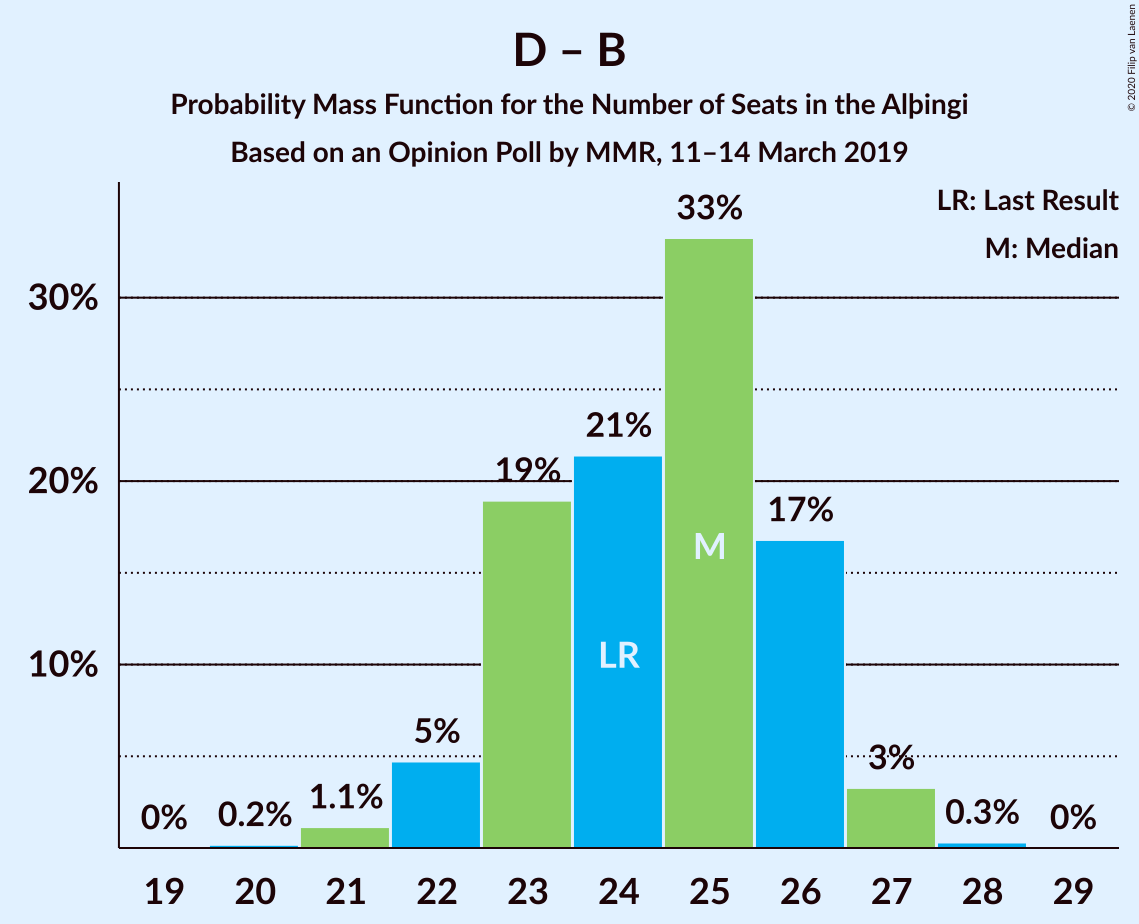 D – B
Probability Mass Function for the Number of Seats in the Alþingi
Based on an Opinion Poll by MMR, 11–14 March 2019
© 2020 Filip van Laenen
LR: Last Result
M: Median
30%
20%
10%
0%
0.2%
1.1%
5%
19%
21%
33%
17%
3%
0.3%
0%
LR
M
19 20 21 22 23 24 25 26 27 28 29